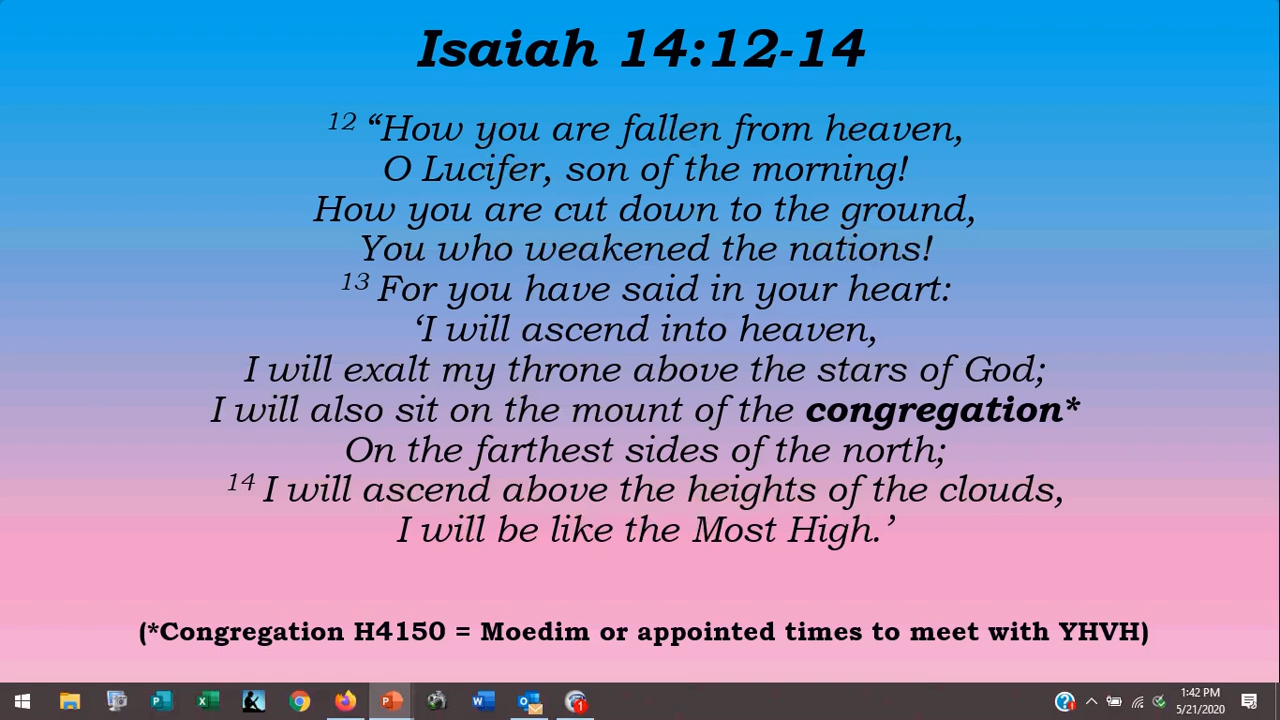 Isaiah 14:12-14
12 “How you are fallen from heaven,
O Lucifer, son of the morning!
How you are cut down to the ground,
You who weakened the nations!
13 For you have said in your heart:
‘I will ascend into heaven,
I will exalt my throne above the stars of God;
I will also sit on the mount of the congregation*
On the farthest sides of the north;
14 I will ascend above the heights of the clouds,
I will be like the Most High.’
(*Congregation H4150 = Moedim or appointed times to meet with YHVH)
1:42 PM
5/21/2020